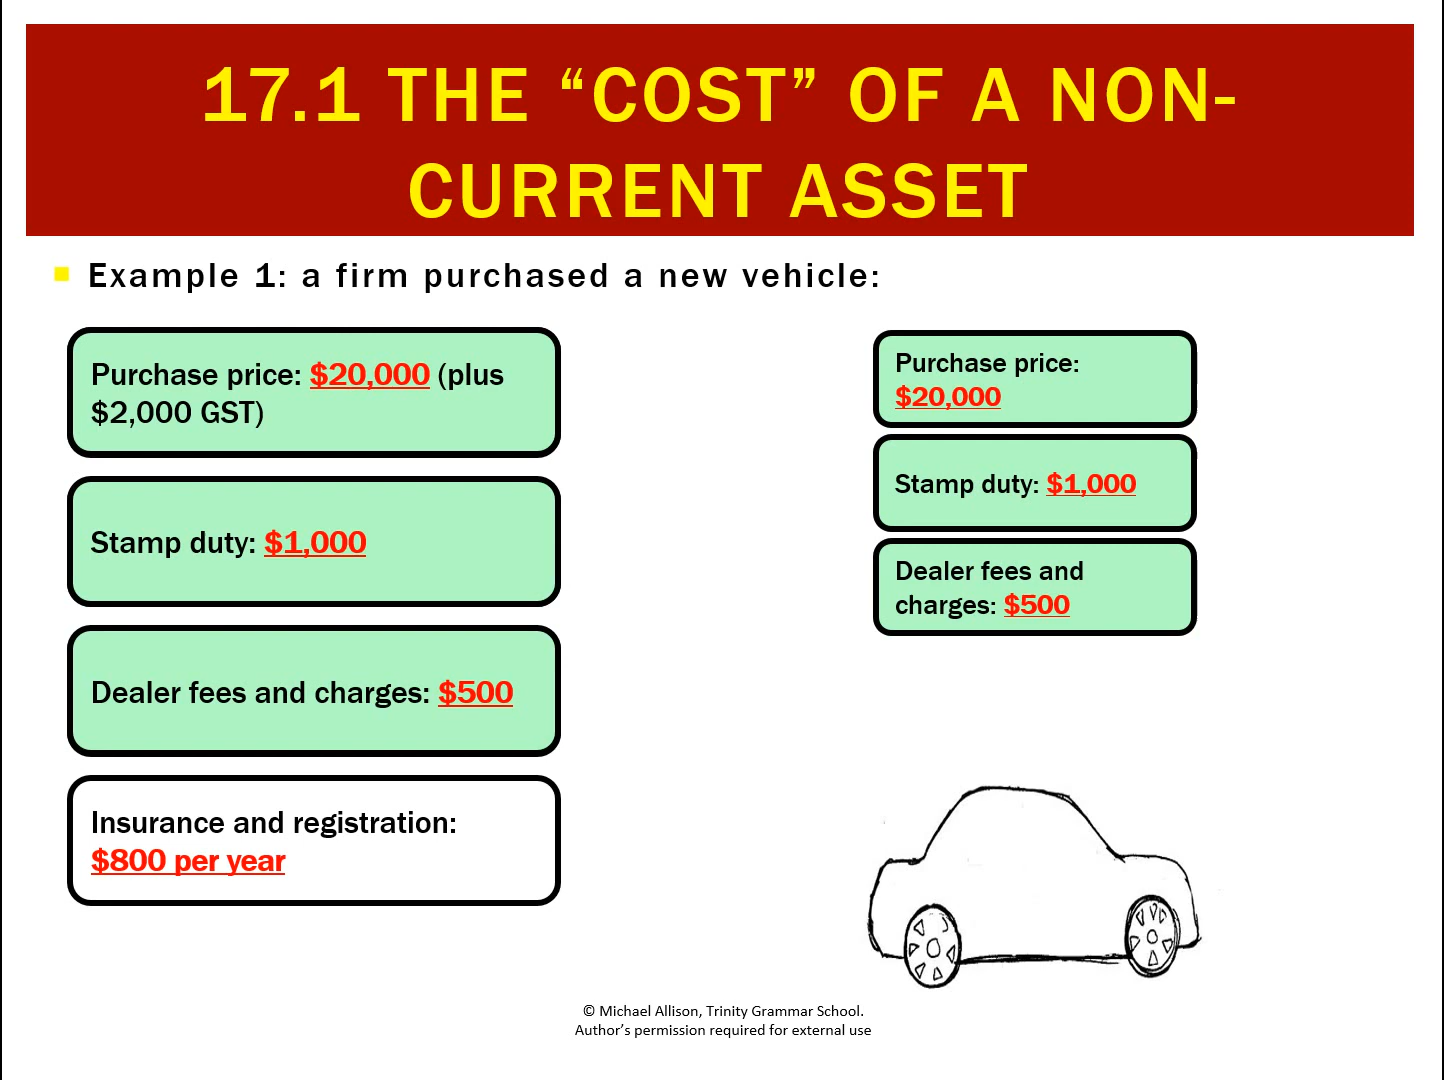 17.1 THE “COST” OF A NON-
CURRENT ASSET
Example 1: a firm purchased a new vehicle:
Purchase price: $20,000 (plus
$2,000 GST)
Stamp duty: $1,000
Dealer fees and charges: $500
Insurance and registration:
$800 per year
Purchase price:
$20,000
Stamp duty: $1,000
Dealer fees and
charges: $500
© Michael Allison, Trinity Grammar School.
Author’s permission required for external use